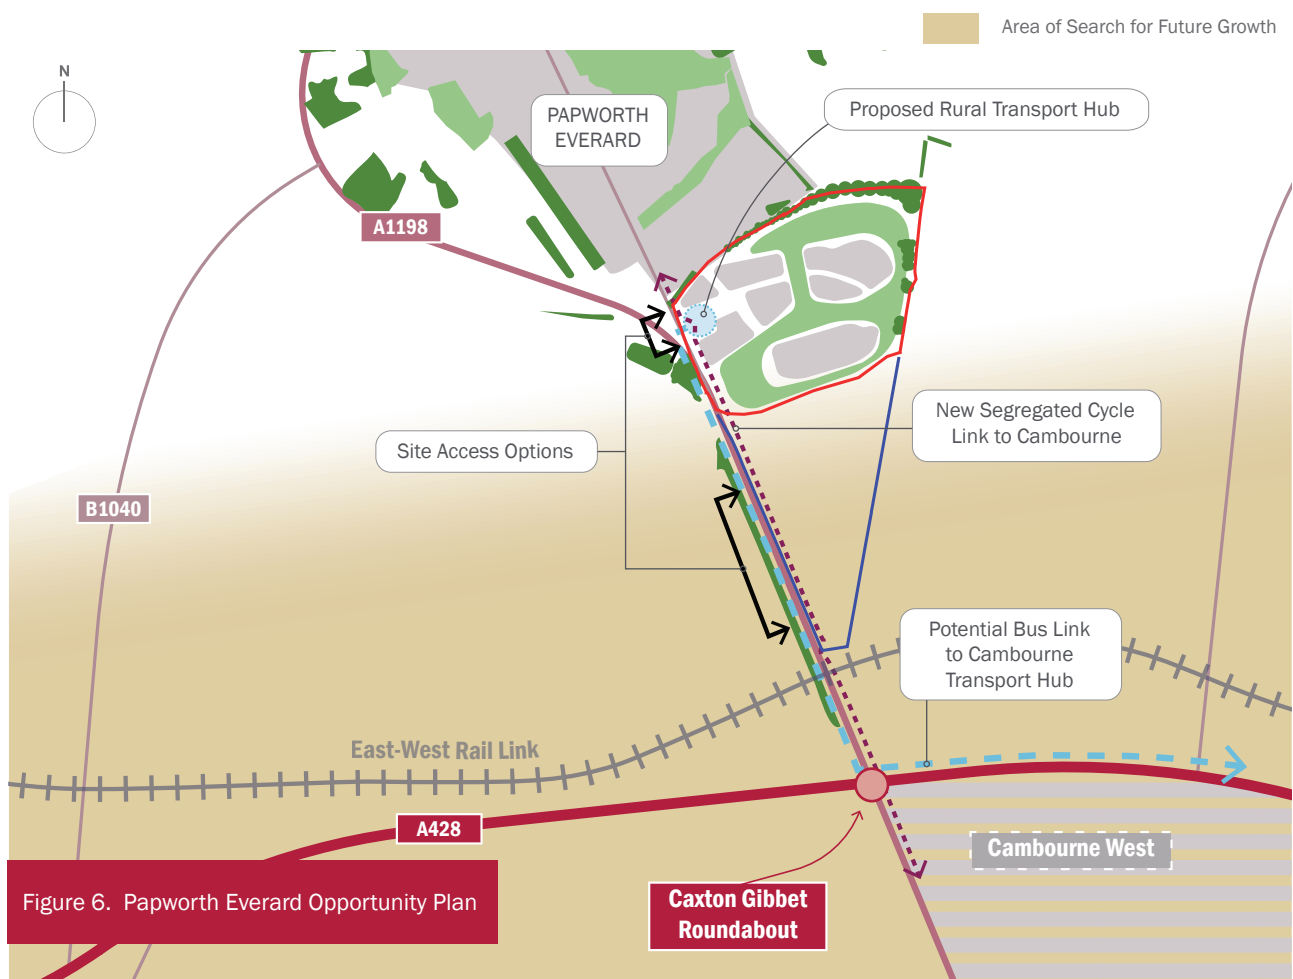 Area of Search for Future Growth
N
PAPWORTH
EVERARD
Proposed Rural Transport Hub
A1198
New Segregated Cycle
Link to Cambourne
Site Access Options
B1040
Potential Bus Link
to Cambourne
Transport Hub
East-West Rail Link
A428
Cambourne West
Caxton Gibbet
Roundabout
Figure 6. Papworth Everard Opportunity Plan